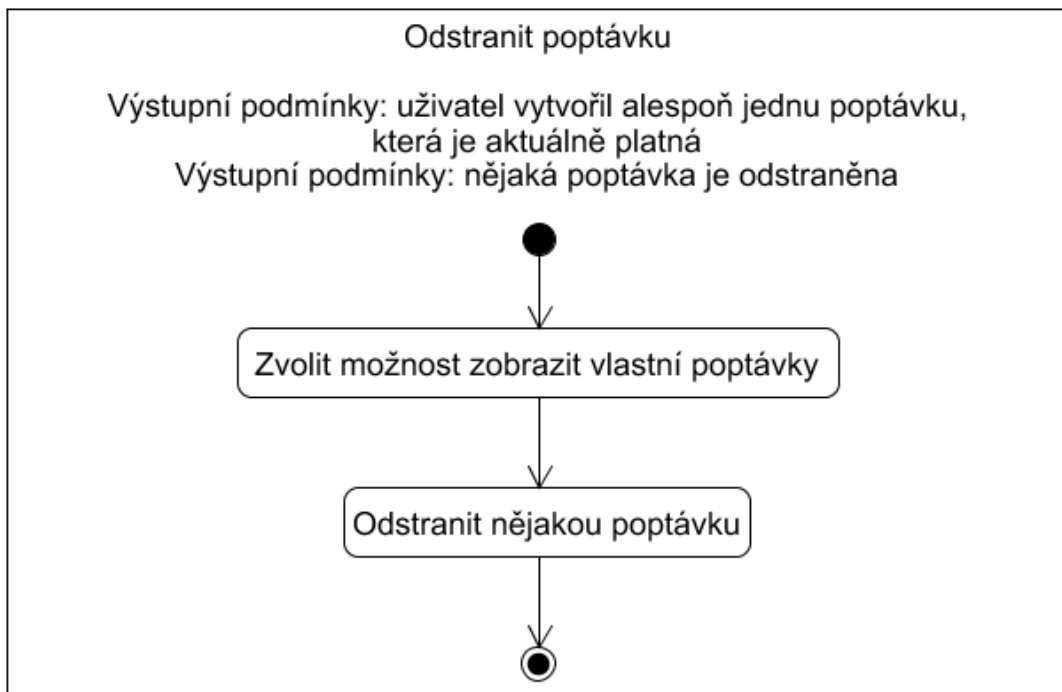 Odstranit poptávku
Výstupní podmínky: uživatel vytvořil alespoň jednu poptávku,
která je aktuálně platná
Výstupní podmínky: nějaká poptávka je odstraněna
Zvolit možnost zobrazit vlastní poptávky
Odstranit nějakou poptávku